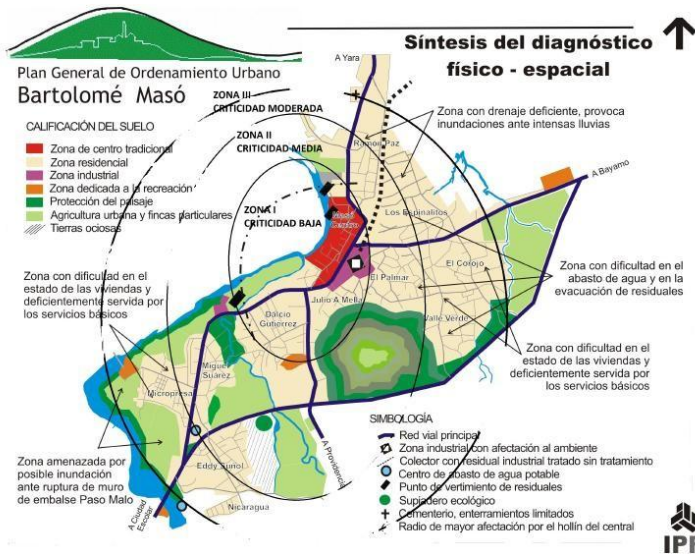 Síntesis del diagnóstico
físico - espacial
Plan General de Ordenamiento Urbano
Bartolomé Masó
CALIFICACIÓN DEL SUELO
Zona de centro tradicional
Zona residencial
Zona industrial
Zona dedicada a la recreación
Protección del paisaje
Agricultura urbana y fincas particulares
Tierras ociosas
ZONA III
CRITICIDAD MODERADA
ZONA II
CRITICIDAD MEDIA
ZONA I
CRITICIDAD BAJA
A Yara
Zona con drenaje deficiente, provoca
inundaciones ante intensas lluvias
Ramón Paz
A Bayamo
Los Espinalitos
Masó
Centro
El Corojo
El Palmar
Julio A Mella
Valle Verde
Dalcio
Gutiérrez
Miguel
Suárez
Micropresa
Eddy Suñol
Nicaragua
A Providencia
A Ciudad
Escolar
Zona con dificultad en el
estado de las viviendas y
deficientemente servida por
los servicios básicos
Zona con dificultad en el
abasto de agua y en la
evacuación de residuales
Zona con dificultad en el
estado de las viviendas y
deficientemente servida por
los servicios básicos
Zona amenazada por
posible inundación
ante ruptura de muro
de embalse Paso Malo
SIMBOLOGÍA
Red vial principal
Zona industrial con afectación al ambiente
Colector con residual industrial tratado sin tratamiento
Centro de abasto de agua potable
Punto de vertimiento de residuales
Supiadero ecológico
Cementerio, enterramientos limitados
Radio de mayor afectación por el hollín del central